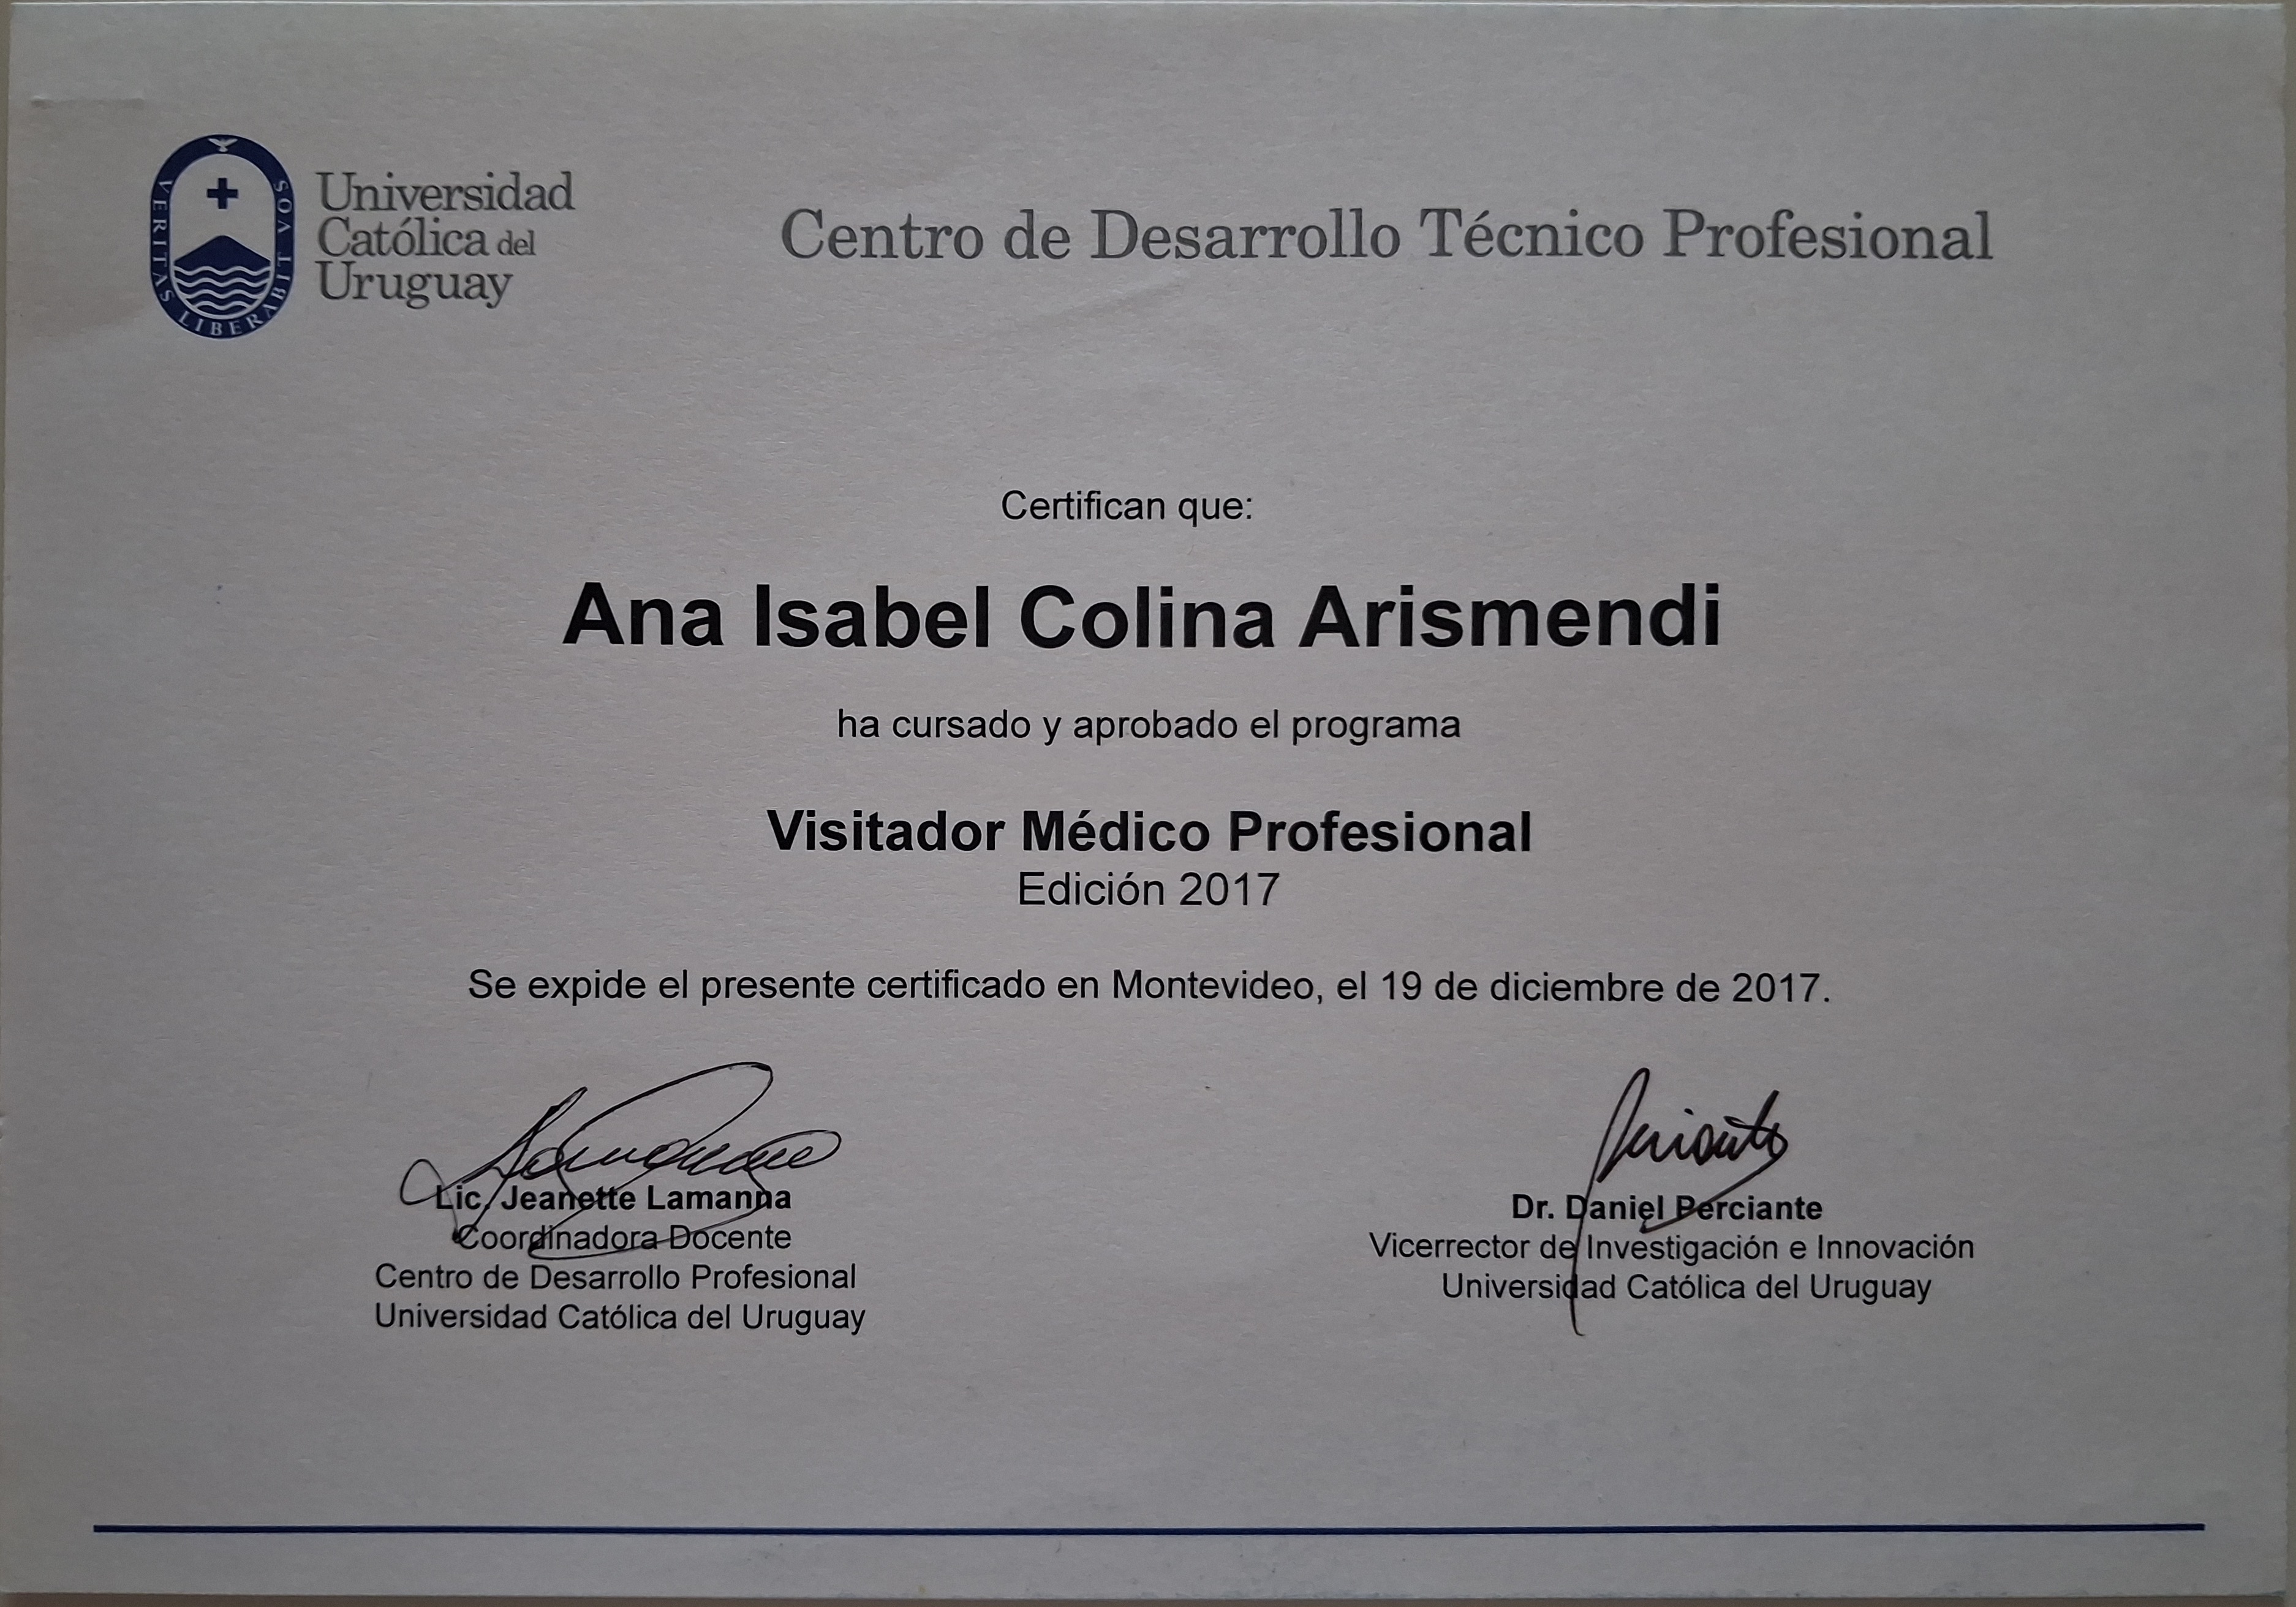 VERITAS LIBERABIT VOS
Universidad
Católica del
Uruguay
Centro de Desarrollo Técnico Profesional
Certifican que:
Ana Isabel Colina Arismendi
ha cursado y aprobado el programa
Visitador Médico Profesional
Edición 2017
Se expide el presente certificado en Montevideo, el 19 de diciembre de 2017.
Lic. Jeanette Lamanna
Coordinadora Docente
Centro de Desarrollo Profesional
Universidad Católica del Uruguay
Dr. Daniel Perciante
Vicerrector de Investigación e Innovación
Universidad Católica del Uruguay